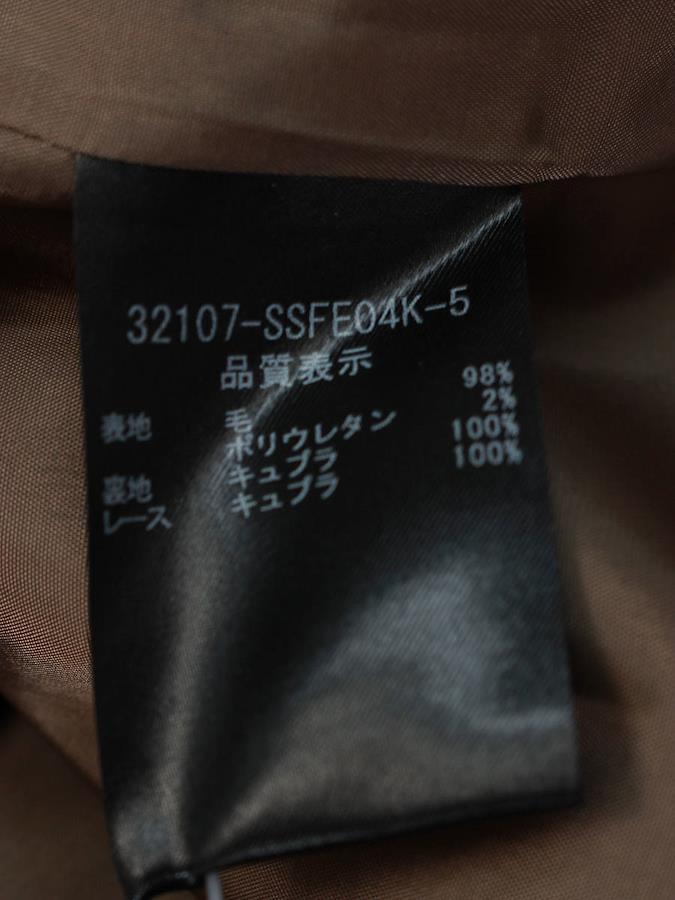 32107-SSFE04K-5
品質表示
表地 毛 98%
ポリウレタン 2%
裏地 キュプラ 100%
レース キュプラ 100%